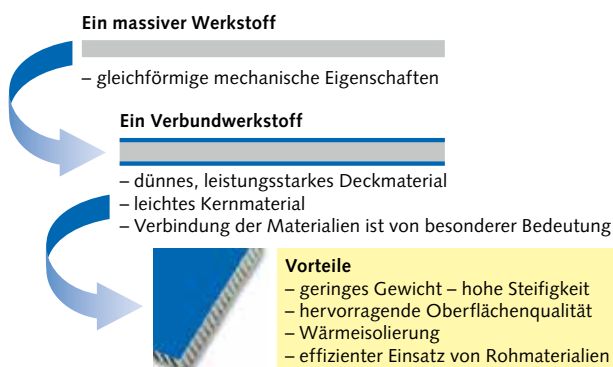 Ein massiver Werkstoff
– gleichförmige mechanische Eigenschaften
Ein Verbundwerkstoff
– dünnes, leistungsstarkes Deckmaterial
– leichtes Kernmaterial
– Verbindung der Materialien ist von besonderer Bedeutung
Vorteile
– geringes Gewicht – hohe Steifigkeit
– hervorragende Oberflächenqualität
– Wärmeisolierung
– effizienter Einsatz von Rohmaterialien